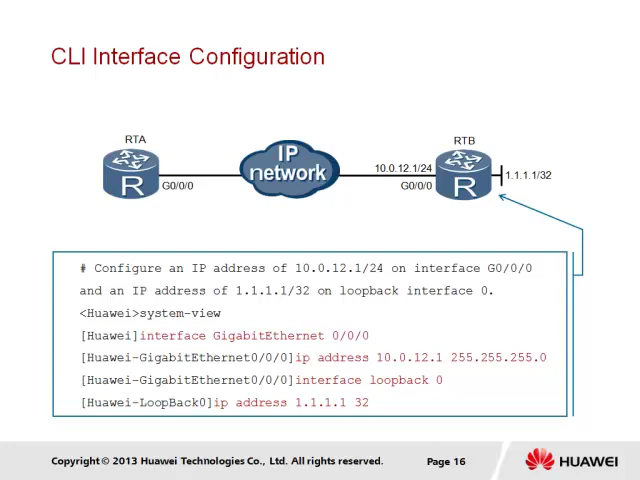 CLI Interface Configuration
RTA
RTB
IP
network
10.0.12.1/24
1.1.1.1/32
G0/0/0
G0/0/0
R
R
# Configure an IP address of 10.0.12.1/24 on interface G0/0/0
and an IP address of 1.1.1.1/32 on loopback interface 0.
<Huawei>system-view
[Huawei]interface GigabitEthernet 0/0/0
[Huawei-GigabitEthernet0/0/0]ip address 10.0.12.1 255.255.255.0
[Huawei-GigabitEthernet0/0/0]interface loopback 0
[Huawei-LoopBack0]ip address 1.1.1.1 32
Copyright © 2013 Huawei Technologies Co., Ltd. All rights reserved.
Page 16
HUAWEI